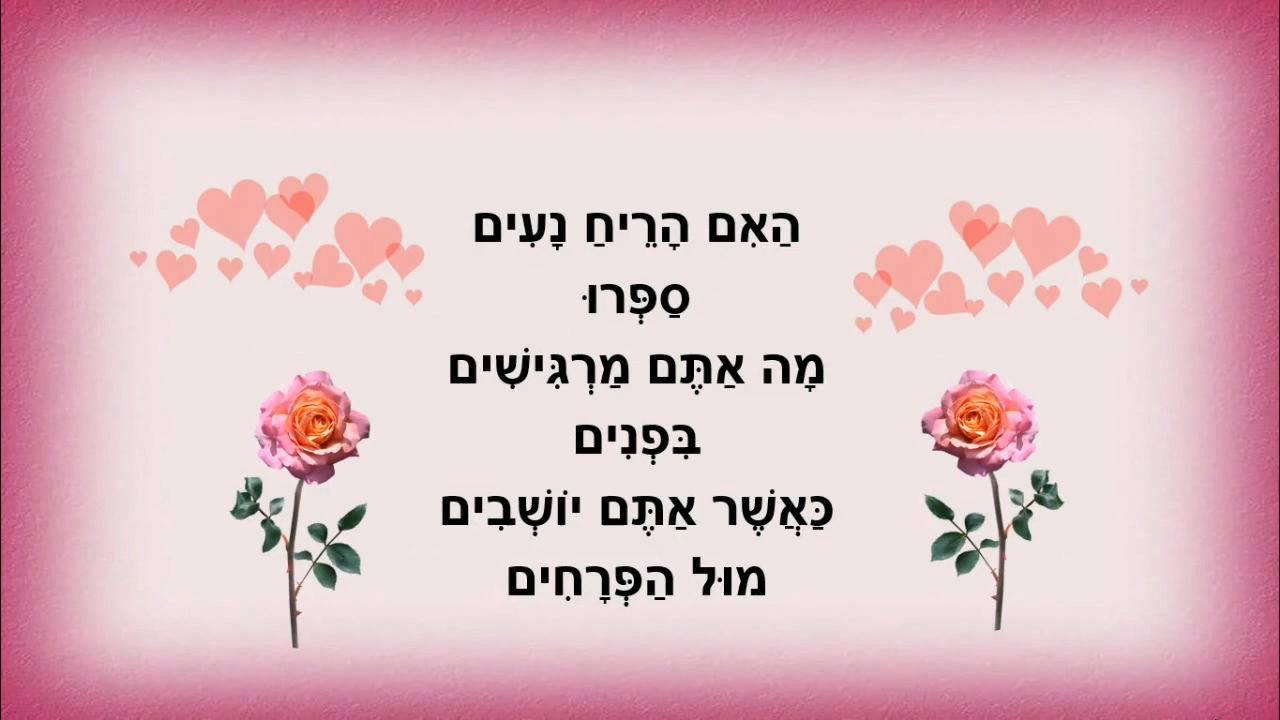 הַאִם הָרֵיחַ נָעִים
סַפְּרוּ
מָה אַתֶּם מַרְגִּישִׁים
בִּפְנִים
כַּאֲשֶׁר אַתֶּם יוֹשְׁבִים
מוּל הַפְּרָחִים